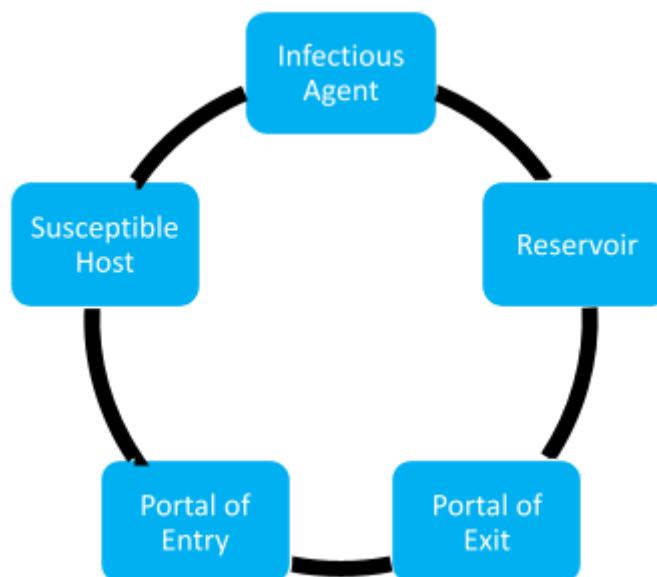 Infectious
Agent
Reservoir
Portal of
Exit
Portal of
Entry
Susceptible
Host